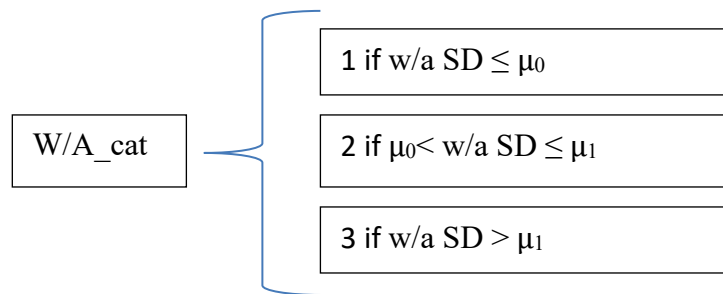 1 if w/a SD ≤ μ₀
W/A_cat
2 if μ₀< w/a SD ≤ μ₁
3 if w/a SD > μ₁